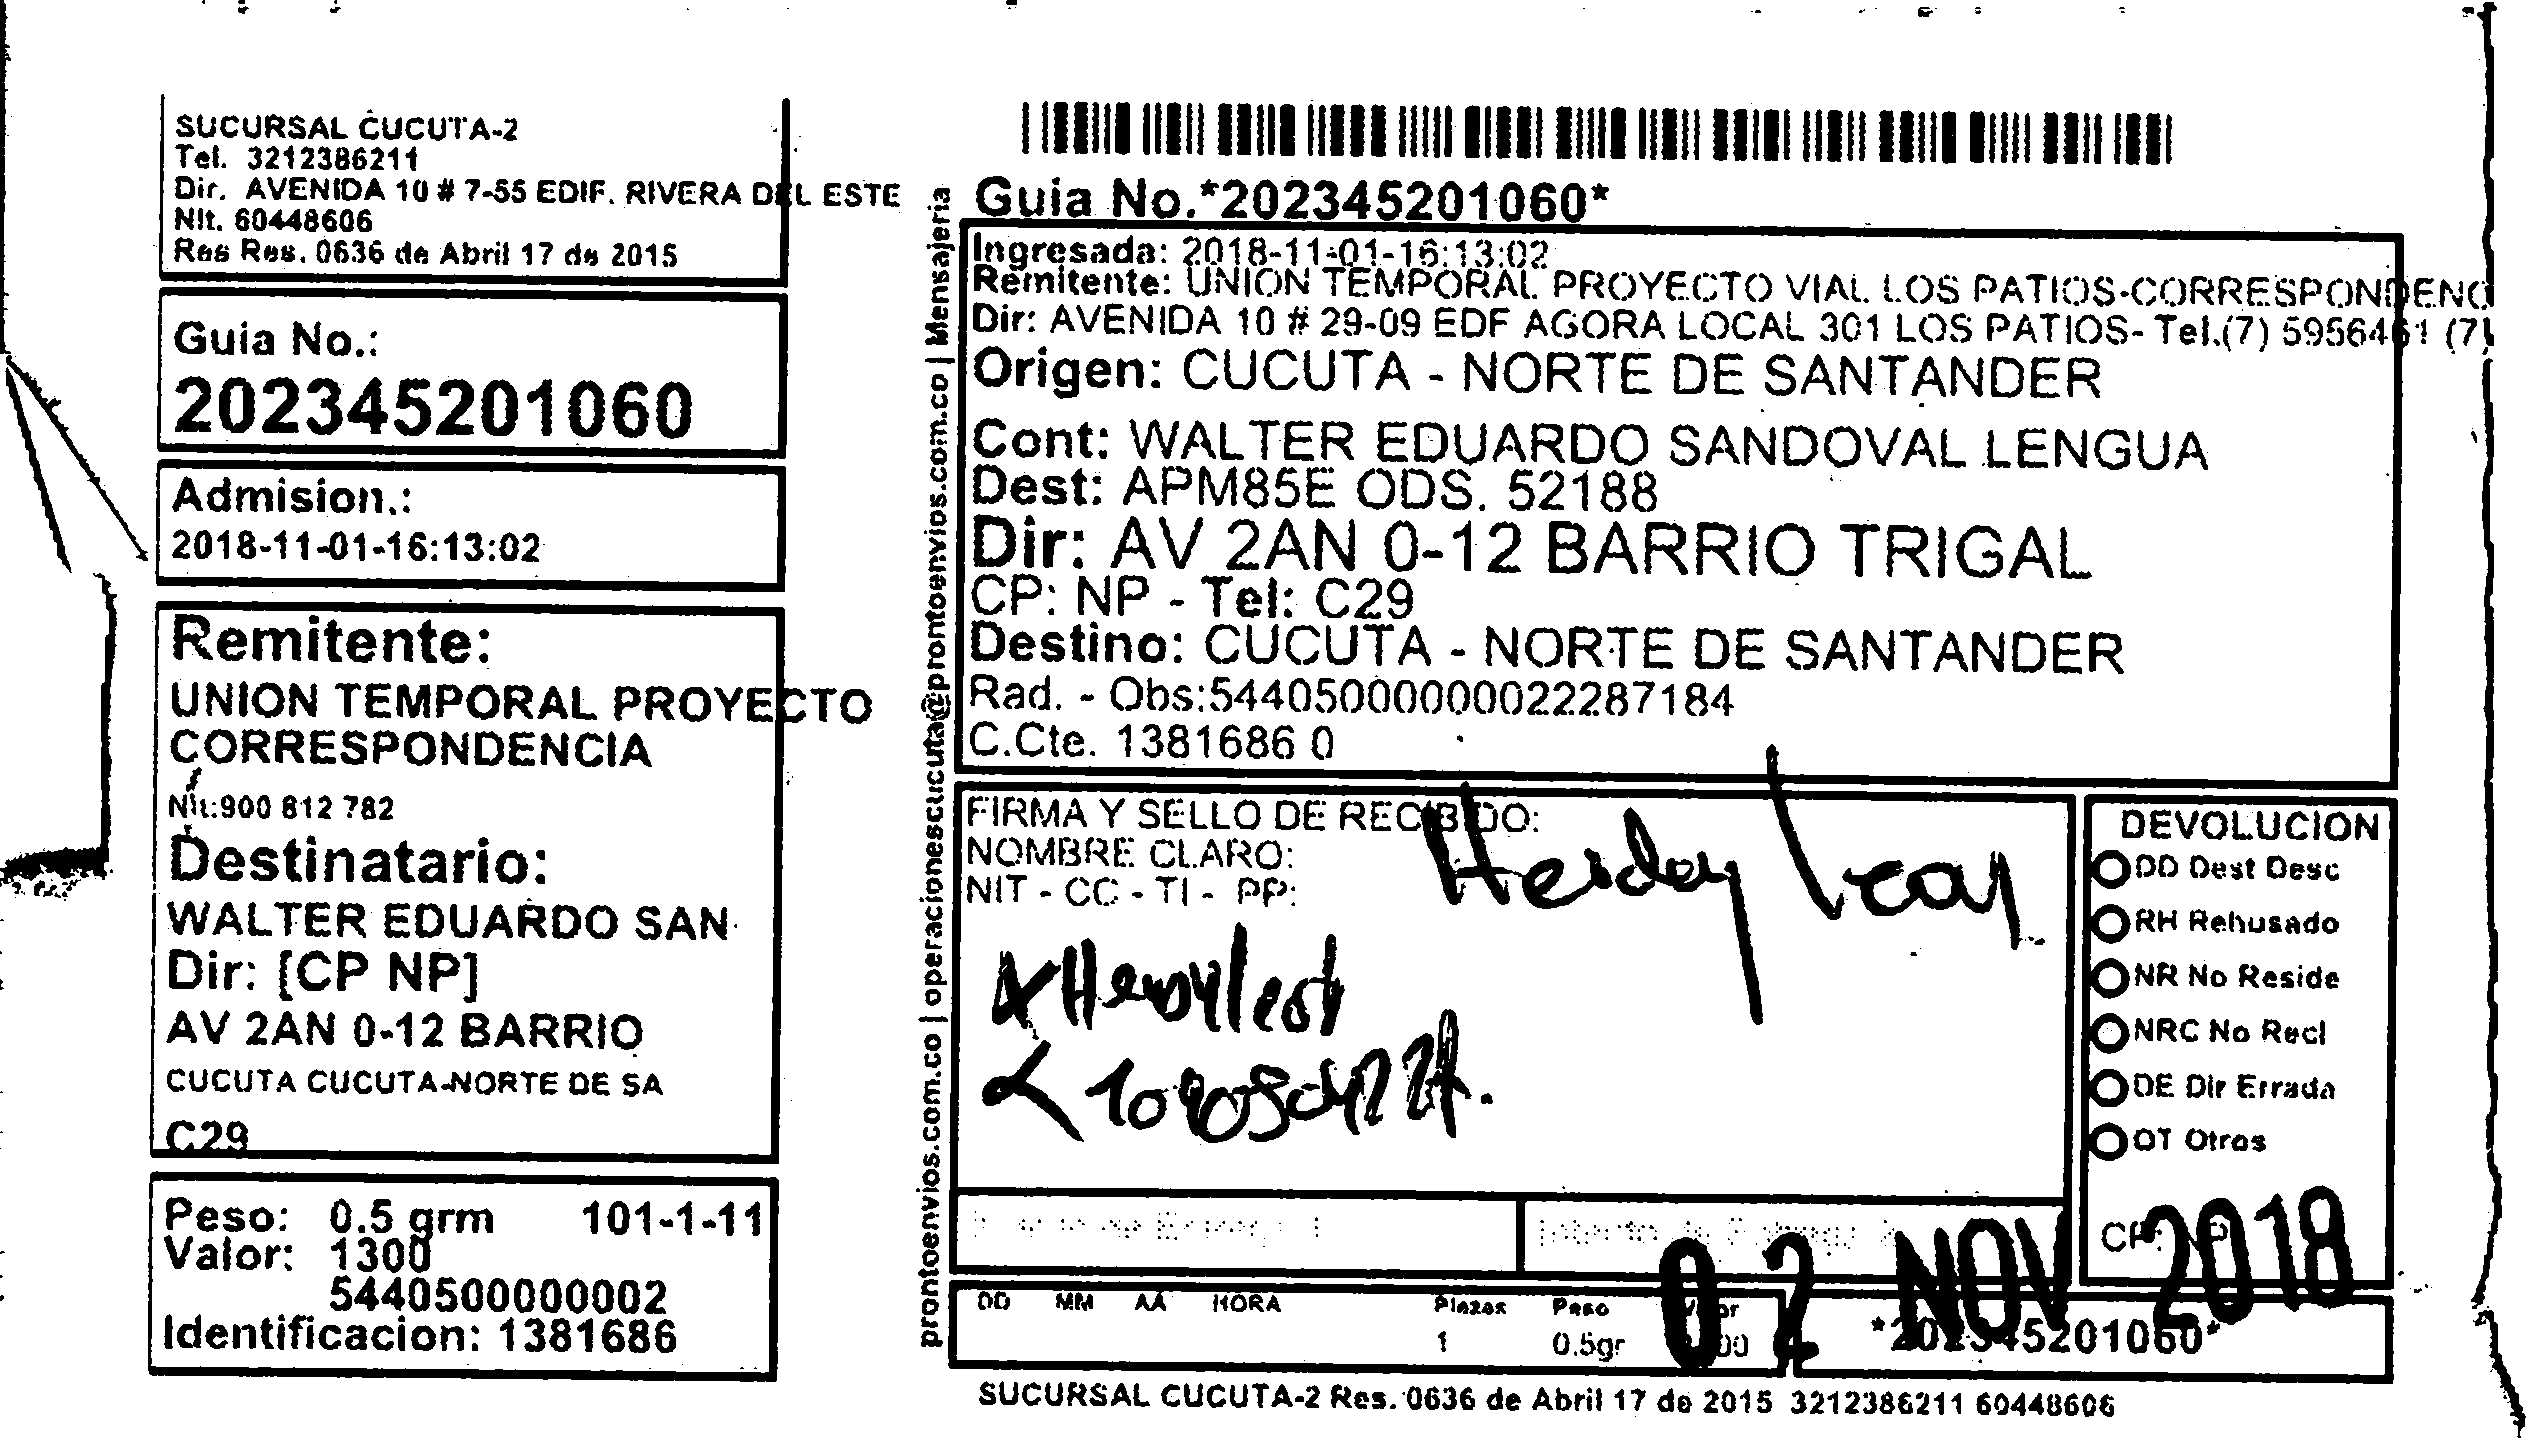 SUCURSAL CUCUTA-2
Tel. 3212386211
Dir. AVENIDA 10 # 7-55 EDIF. RIVERA DEL ESTE
Nit. 60448606
Res Res. 0636 de Abril 17 de 2015
Guia No.:
202345201060
Admision.:
2018-11-01-16:13:02
Remitente:
UNION TEMPORAL PROYECTO
CORRESPONDENCIA
Nit:900 812 782
Destinatario:
WALTER EDUARDO SAN
Dir: [CP NP]
AV 2AN 0-12 BARRIO
CUCUTA CUCUTA-NORTE DE SA
C29
Peso: 0.5 grm 101-1-11
Valor: 1300
5440500000002
Identificacion: 1381686
prontoenvios.com.co | operacionescucuta@prontoenvios.com.co | Mensajeria
Guia No.*202345201060*
Ingresada: 2018-11-01-16:13:02
Remitente: UNION TEMPORAL PROYECTO VIAL LOS PATIOS-CORRESPONDENC
Dir: AVENIDA 10 # 29-09 EDF AGORA LOCAL 301 LOS PATIOS- Tel.(7) 5956461 (7)
Origen: CUCUTA - NORTE DE SANTANDER
Cont: WALTER EDUARDO SANDOVAL LENGUA
Dest: APM85E ODS. 52188
Dir: AV 2AN 0-12 BARRIO TRIGAL
CP: NP - Tel: C29
Destino: CUCUTA - NORTE DE SANTANDER
Rad. - Obs:544050000000022287184
C.Cte. 1381686 0
FIRMA Y SELLO DE RECIBIDO:
NOMBRE CLARO:
NIT - CC - TI - PP:
DEVOLUCION
DD Dest Desc
RH Rehusado
NR No Reside
NRC No Recl
DE Dir Errada
OT Otros
02 NOV 2018
DD MM AA HORA Piezas Peso Valor
1 0.5gr
*202345201060*
SUCURSAL CUCUTA-2 Res. 0636 de Abril 17 de 2015 3212386211 60448606